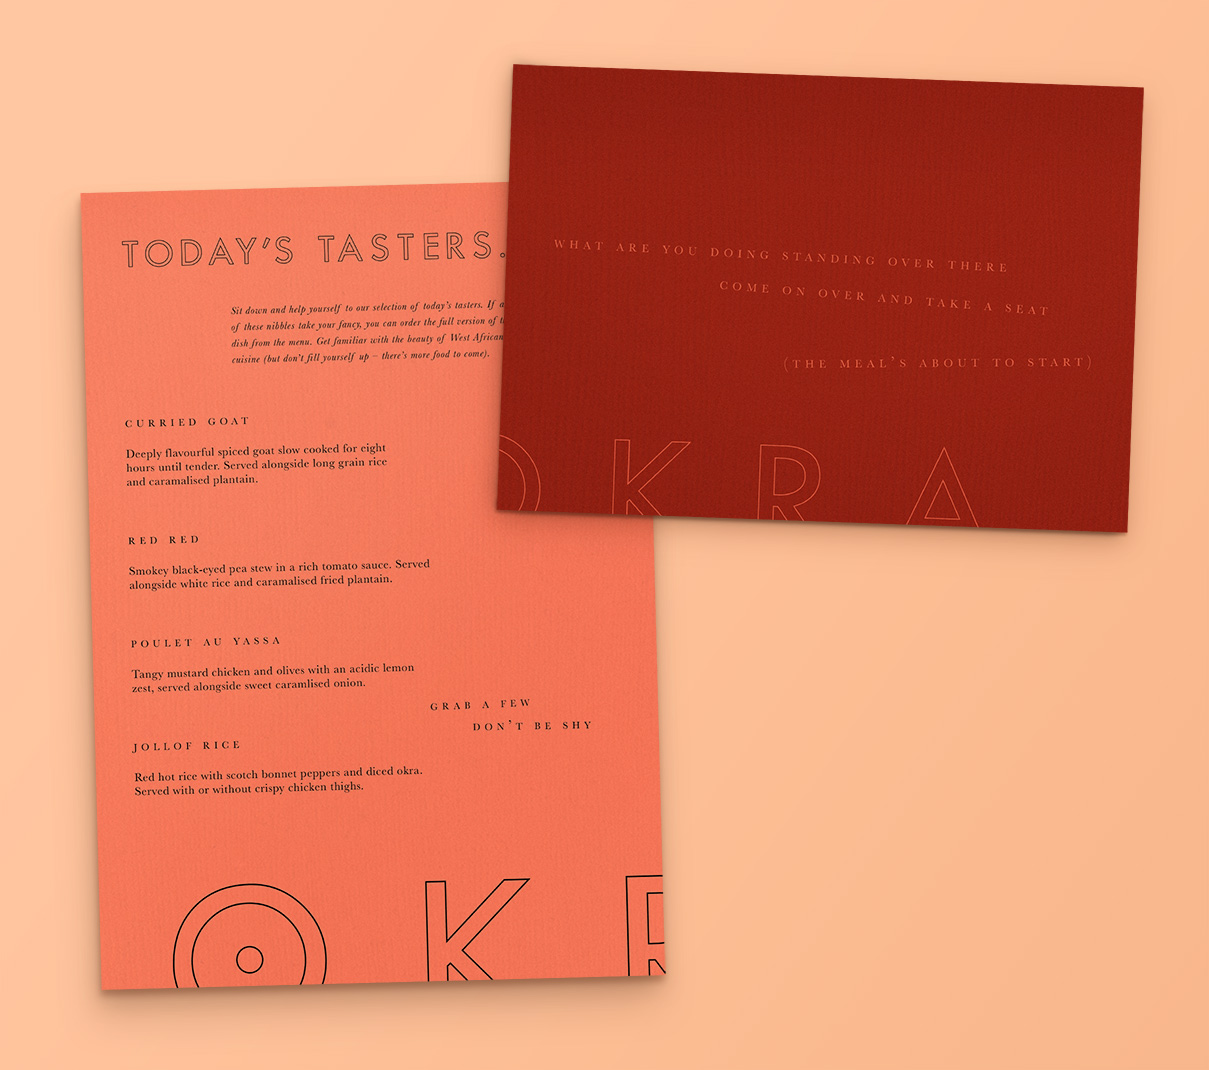 TODAY'S TASTERS.
Sit down and help yourself to our selection of today's tasters. If
of these nibbles take your fancy, you can order the full version of
dish from the menu. Get familiar with the beauty of West African
cuisine (but don't fill yourself up – there's more food to come).
CURRIED GOAT
Deeply flavourful spiced goat slow cooked for eight
hours until tender. Served alongside long grain rice
and caramalised plantain.
RED RED
Smokey black-eyed pea stew in a rich tomato sauce. Served
alongside white rice and caramalised fried plantain.
POULET AU YASSA
Tangy mustard chicken and olives with an acidic lemon
zest, served alongside sweet caramlised onion.
GRAB A FEW
DON'T BE SHY
JOLLOF RICE
Red hot rice with scotch bonnet peppers and diced okra.
Served with or without crispy chicken thighs.
OKR
WHAT ARE YOU DOING STANDING OVER THERE
COME ON OVER AND TAKE A SEAT
(THE MEAL'S ABOUT TO START)
OKRA